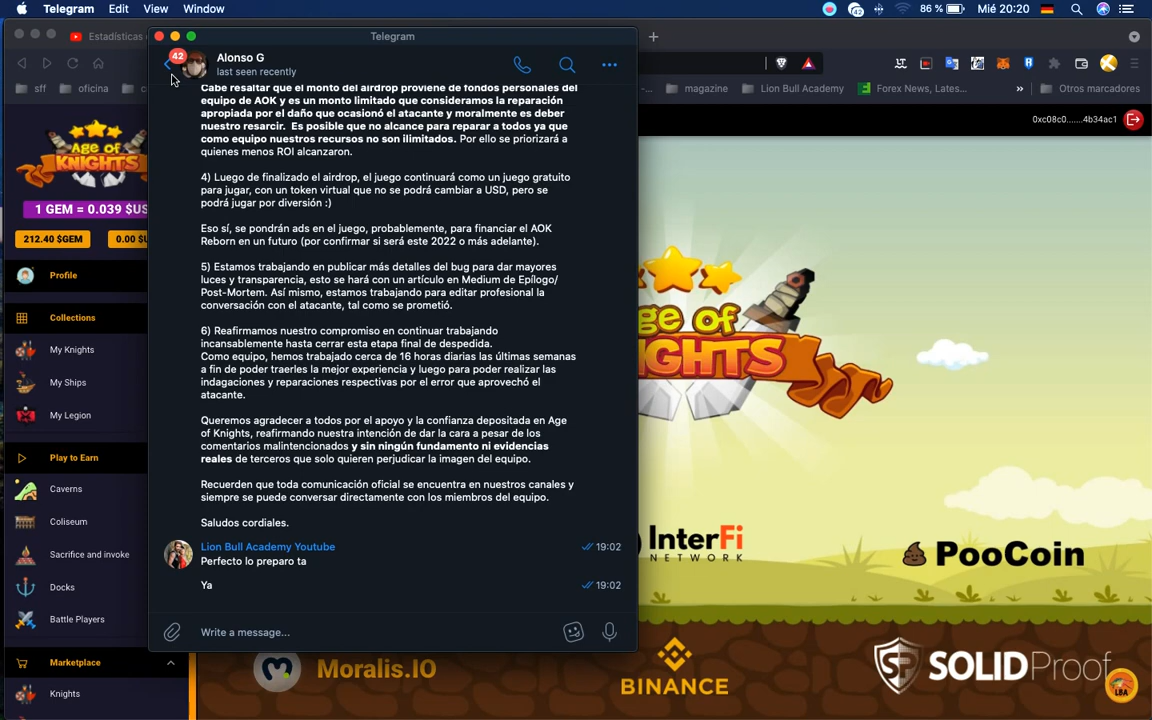 Telegram Edit View Window
42 86 % Mié 20:20
Estadísticas
sff
oficina
magazine
Lion Bull Academy
Forex News, Lates...
»
Otros marcadores
0xc08c0.......4b34ac1
Age of
KNIGHTS
1 GEM = 0.039 $US
212.40 $GEM
0.00 $U
Profile
Collections
My Knights
My Ships
My Legion
Play to Earn
Caverns
Coliseum
Sacrifice and invoke
Docks
Battle Players
Marketplace
Knights
Telegram
42
Alonso G
last seen recently
Cabe resaltar que el monto del airdrop proviene de fondos personales del
equipo de AOK y es un monto limitado que consideramos la reparación
apropiada por el daño que ocasionó el atacante y moralmente es deber
nuestro resarcir. Es posible que no alcance para reparar a todos ya que
como equipo nuestros recursos no son ilimitados. Por ello se priorizará a
quienes menos ROI alcanzaron.
4) Luego de finalizado el airdrop, el juego continuará como un juego gratuito
para jugar, con un token virtual que no se podrá cambiar a USD, pero se
podrá jugar por diversión :)
Eso sí, se pondrán ads en el juego, probablemente, para financiar el AOK
Reborn en un futuro (por confirmar si será este 2022 o más adelante).
5) Estamos trabajando en publicar más detalles del bug para dar mayores
luces y transparencia, esto se hará con un artículo en Medium de Epílogo/
Post-Mortem. Así mismo, estamos trabajando para editar profesional la
conversación con el atacante, tal como se prometió.
6) Reafirmamos nuestro compromiso en continuar trabajando
incansablemente hasta cerrar esta etapa final de despedida.
Como equipo, hemos trabajado cerca de 16 horas diarias las últimas semanas
a fin de poder traerles la mejor experiencia y luego para poder realizar las
indagaciones y reparaciones respectivas por el error que aprovechó el
atacante.
Queremos agradecer a todos por el apoyo y la confianza depositada en Age
of Knights, reafirmando nuestra intención de dar la cara a pesar de los
comentarios malintencionados y sin ningún fundamento ni evidencias
reales de terceros que solo quieren perjudicar la imagen del equipo.
Recuerden que toda comunicación oficial se encuentra en nuestros canales y
siempre se puede conversar directamente con los miembros del equipo.
Saludos cordiales.
Lion Bull Academy Youtube 19:02
Perfecto lo preparo ta
Ya 19:02
Write a message...
ge of
IGHTS
InterFi
NETWORK
PooCoin
Moralis.IO
BINANCE
SOLIDProof
LBA